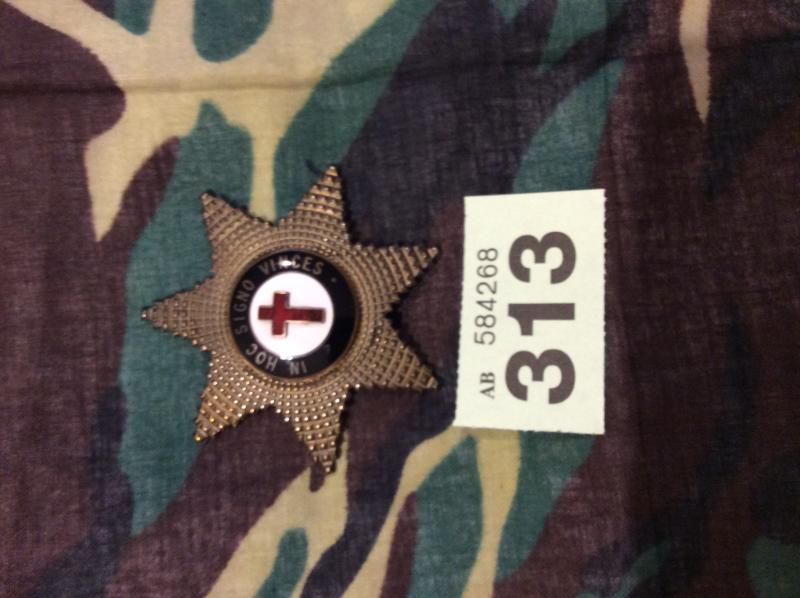 IN HOC SIGNO VINCES
AB 584268
313